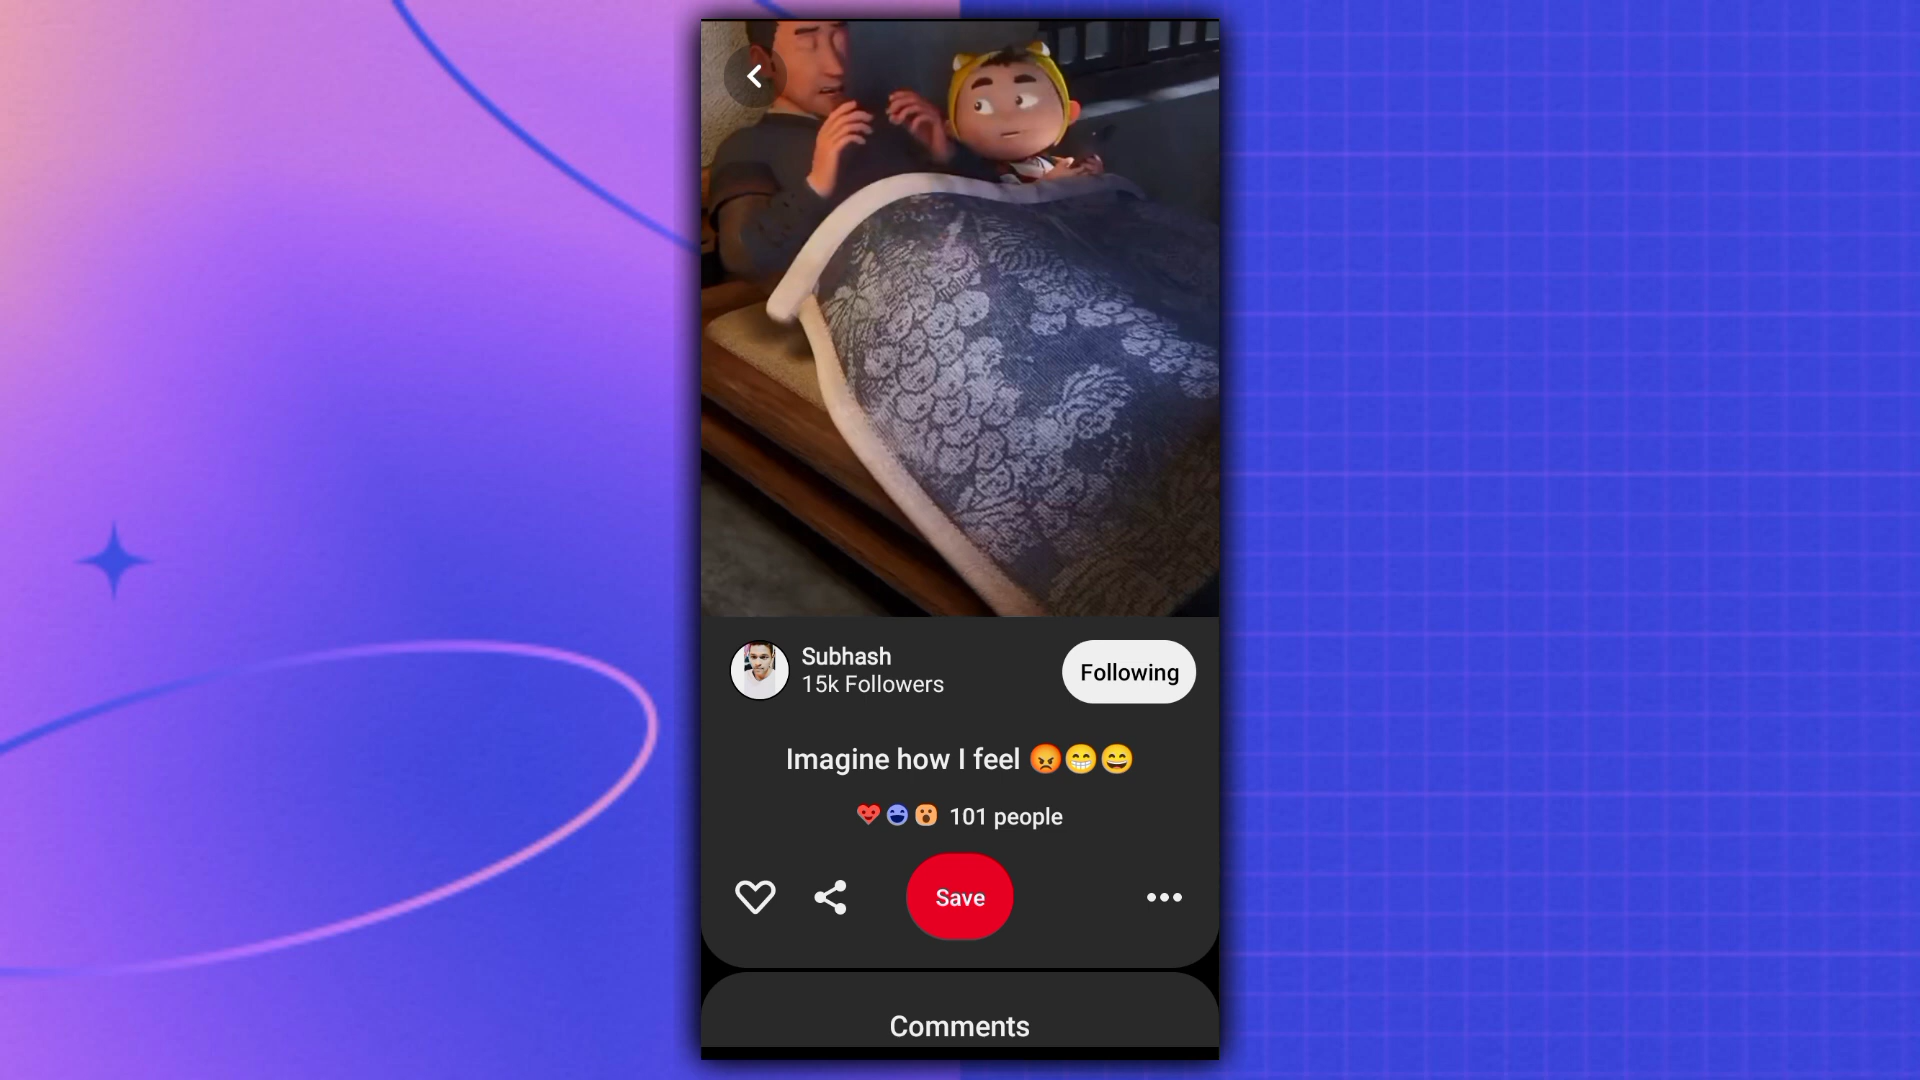 Subhash
15k Followers
Following
Imagine how I feel 😡😁😄
101 people
Save
Comments